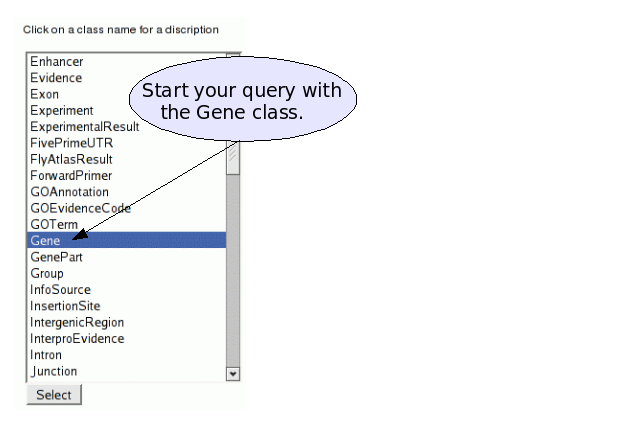 Click on a class name for a discription
Enhancer
Evidence
Exon
Experiment
ExperimentalResult
FivePrimeUTR
FlyAtlasResult
ForwardPrimer
GOAnnotation
GOEvidenceCode
GOTerm
Gene
GenePart
Group
InfoSource
InsertionSite
IntergenicRegion
InterproEvidence
Intron
Junction
Select
Start your query with
the Gene class.